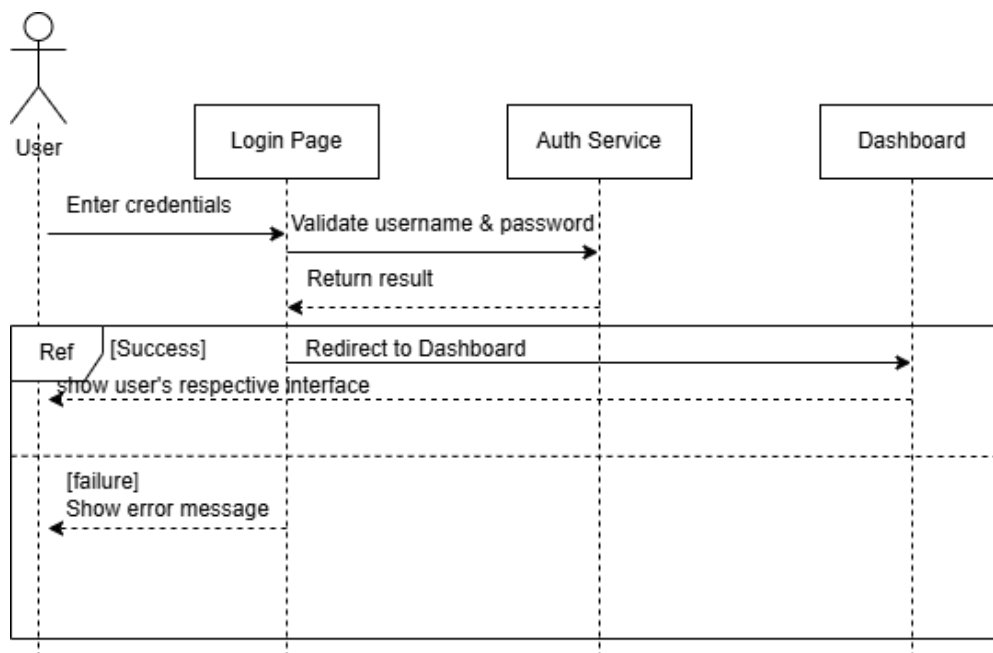 User
Login Page
Auth Service
Dashboard
Enter credentials
Validate username & password
Return result
Ref
[Success]
Redirect to Dashboard
show user's respective interface
[failure]
Show error message